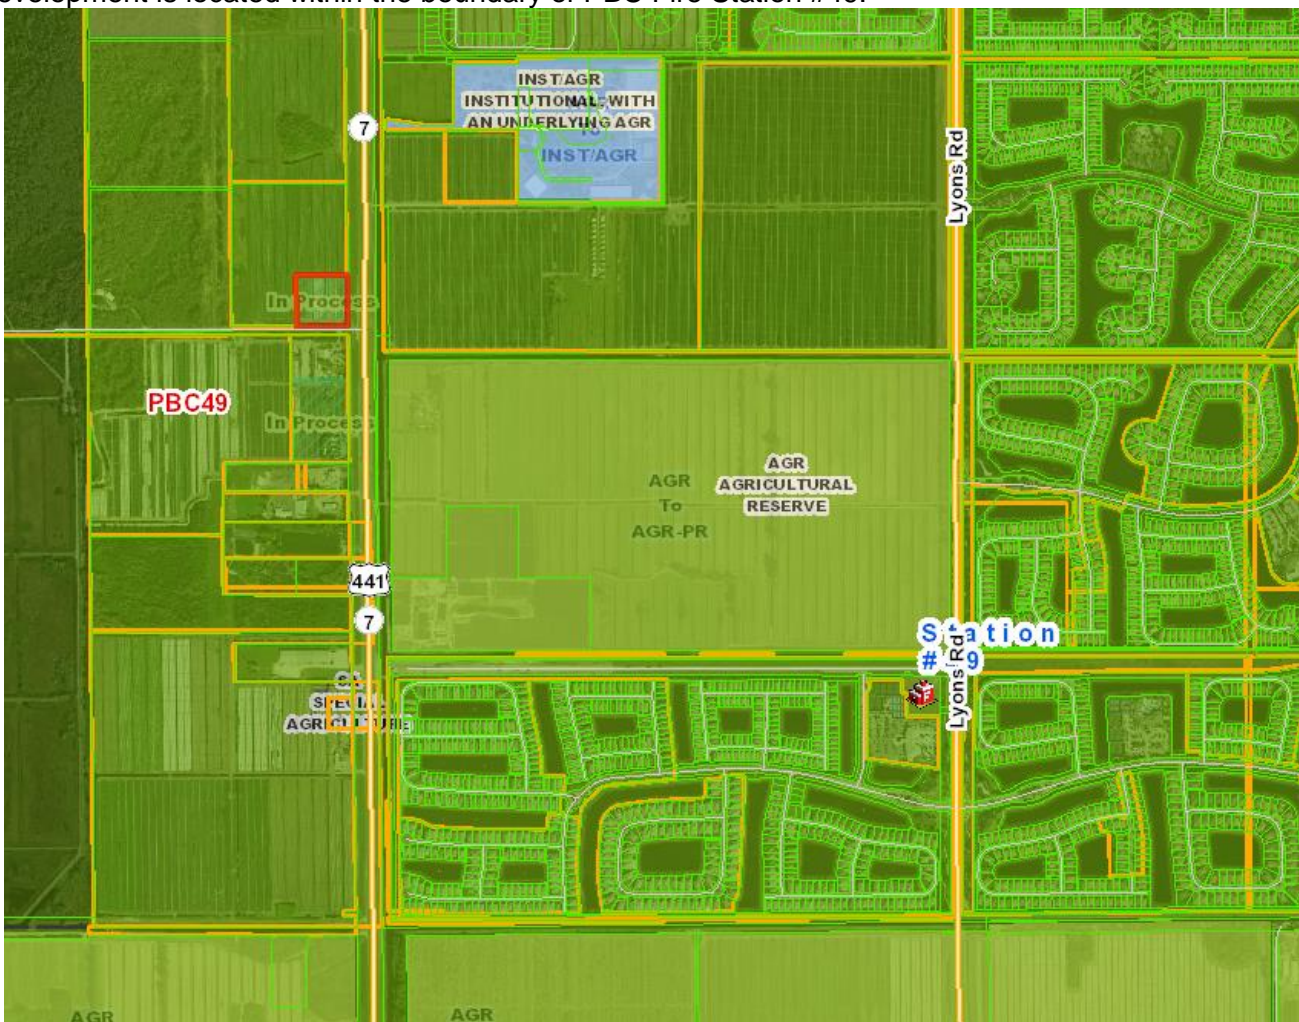 INST/AGR
INSTITUTIONAL, WITH
AN UNDERLYING AGR
INST/AGR
7
Lyons Rd
In Process
PBC49
In Process
AGR
To
AGR-PR
AGR
AGRICULTURAL
RESERVE
441
7
Station
Lyons Rd
SPECIAL
AGRICULTURE
AGR
AGR